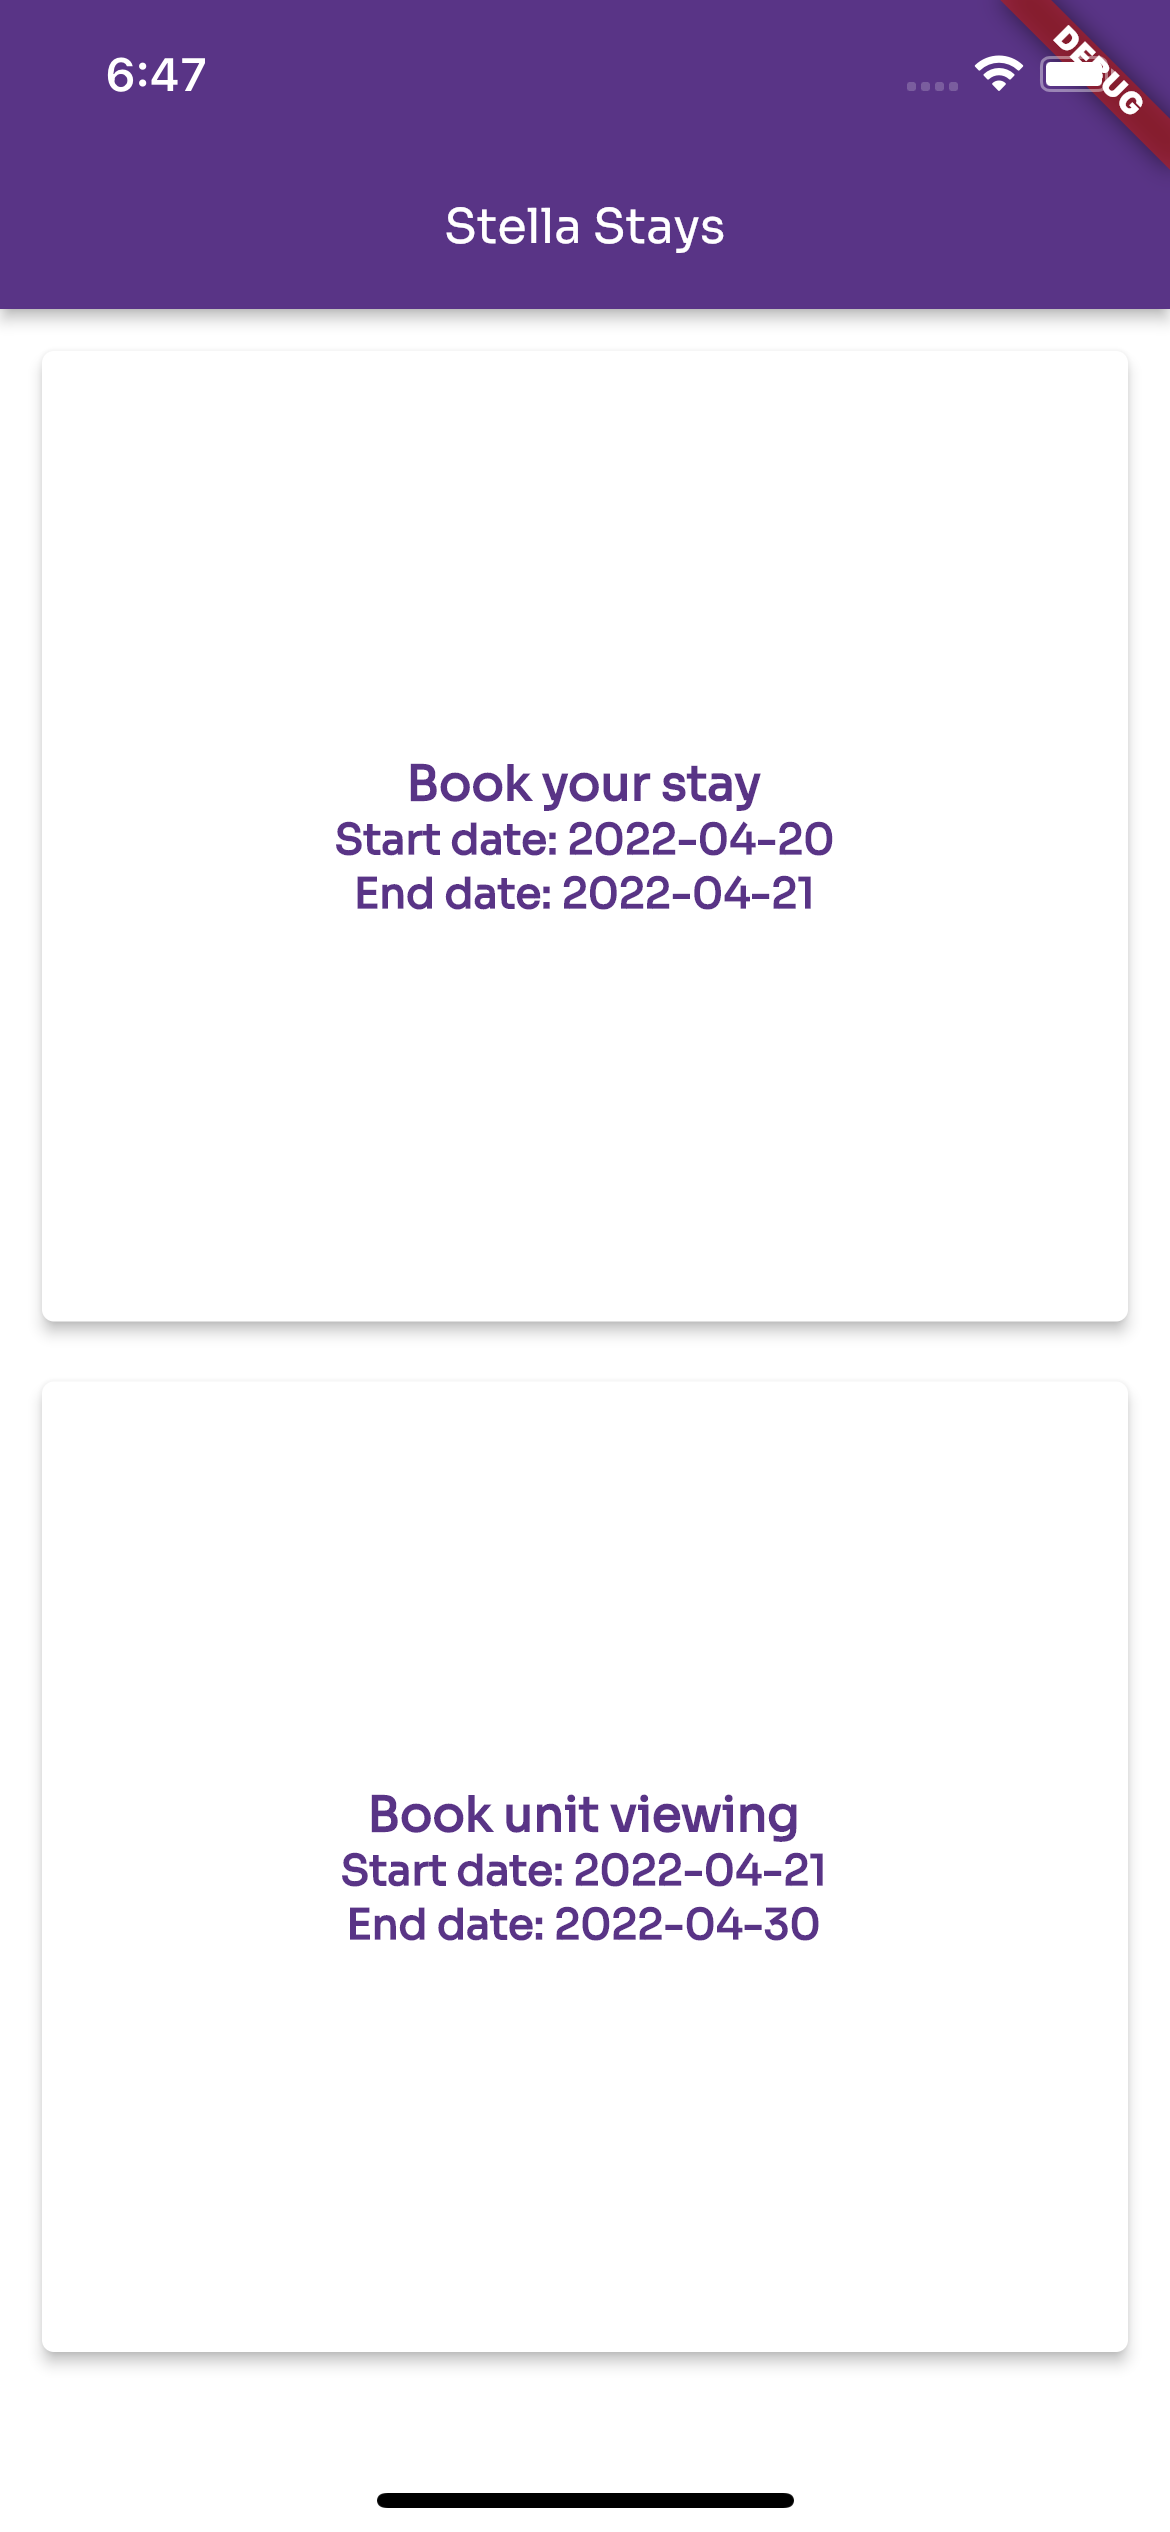 6:47
DEBUG
Stella Stays
Book your stay
Start date: 2022-04-20
End date: 2022-04-21
Book unit viewing
Start date: 2022-04-21
End date: 2022-04-30